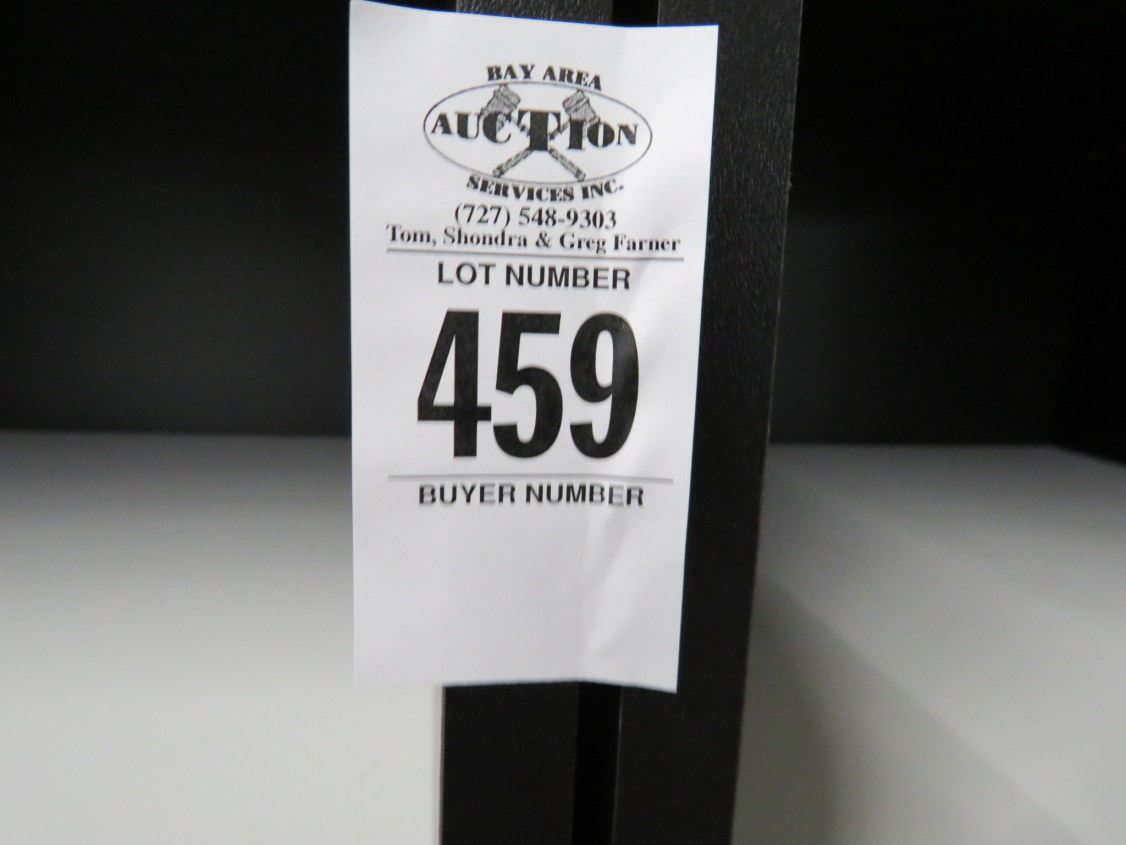 BAY AREA
AUCTION
SERVICES INC.
(727) 548-9303
Tom, Shondra & Greg Farner
LOT NUMBER
459
BUYER NUMBER